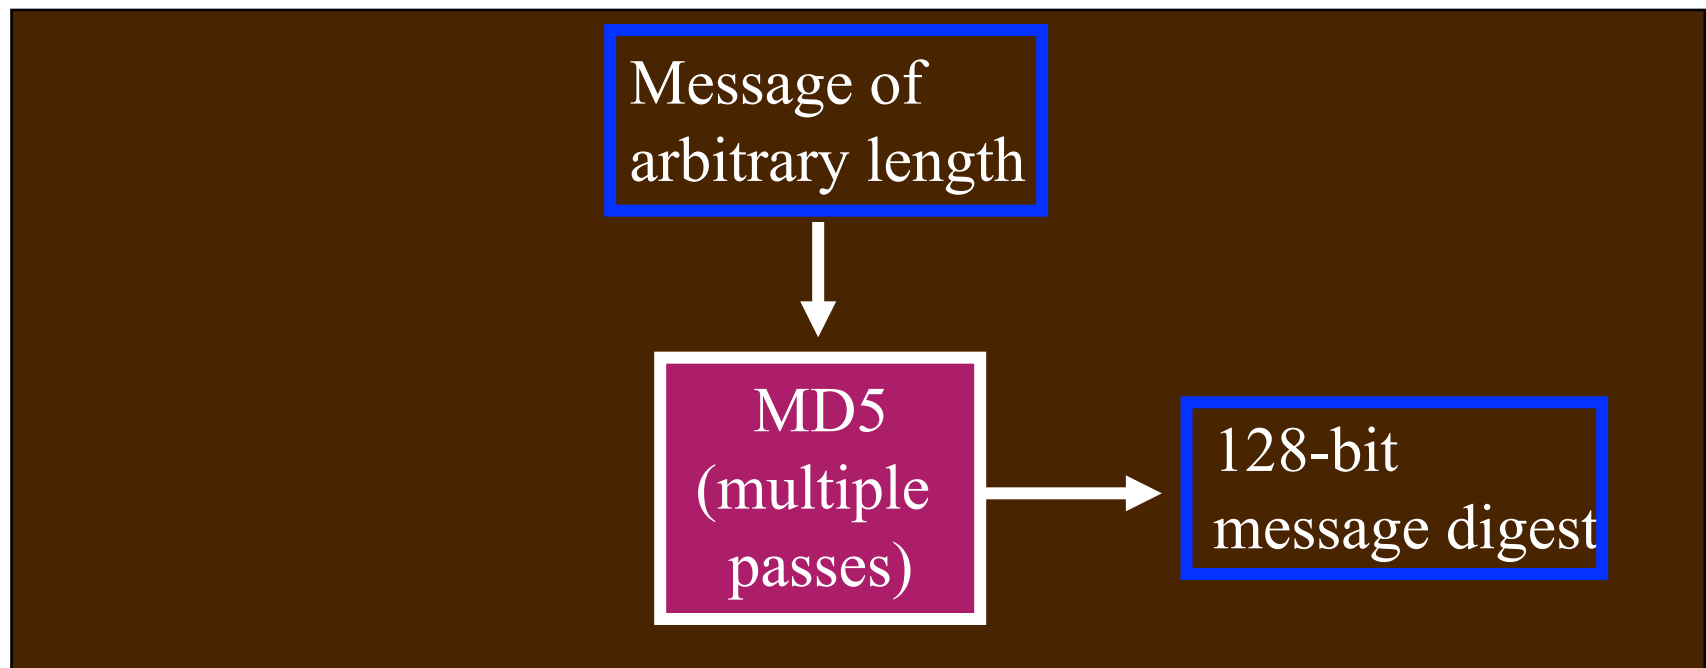 Message of
arbitrary length
MD5
(multiple
passes)
128-bit
message digest